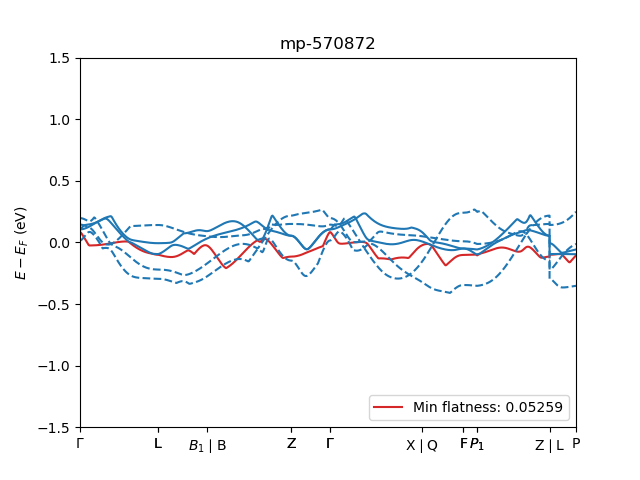 mp-570872
E − E_F (eV)
1.5
1.0
0.5
0.0
−0.5
−1.0
−1.5
Min flatness: 0.05259
Γ L B₁ | B Z Γ X | Q F P₁ Z | L P